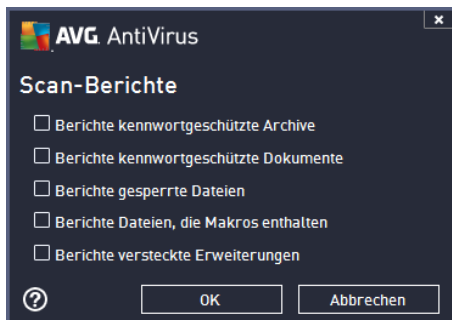 AVG. AntiVirus
x
Scan-Berichte
Berichte kennwortgeschützte Archive
Berichte kennwortgeschützte Dokumente
Berichte gesperrte Dateien
Berichte Dateien, die Makros enthalten
Berichte versteckte Erweiterungen
?
OK
Abbrechen